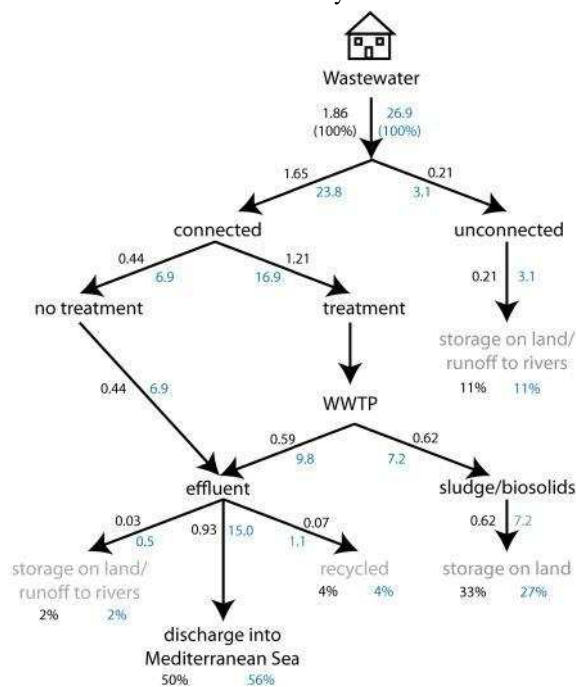 Wastewater
1.86 26.9
(100%) (100%)
1.65 0.21
23.8 3.1
connected unconnected
0.44 1.21
6.9 16.9
0.21 3.1
no treatment treatment
storage on land/
runoff to rivers
11% 11%
0.44 6.9
WWTP
0.59 0.62
9.8 7.2
effluent sludge/biosolids
0.03 0.93 15.0 0.07
0.5 1.1
0.62 7.2
storage on land/
runoff to rivers
2% 2%
recycled
4% 4%
storage on land
33% 27%
discharge into
Mediterranean Sea
50% 56%